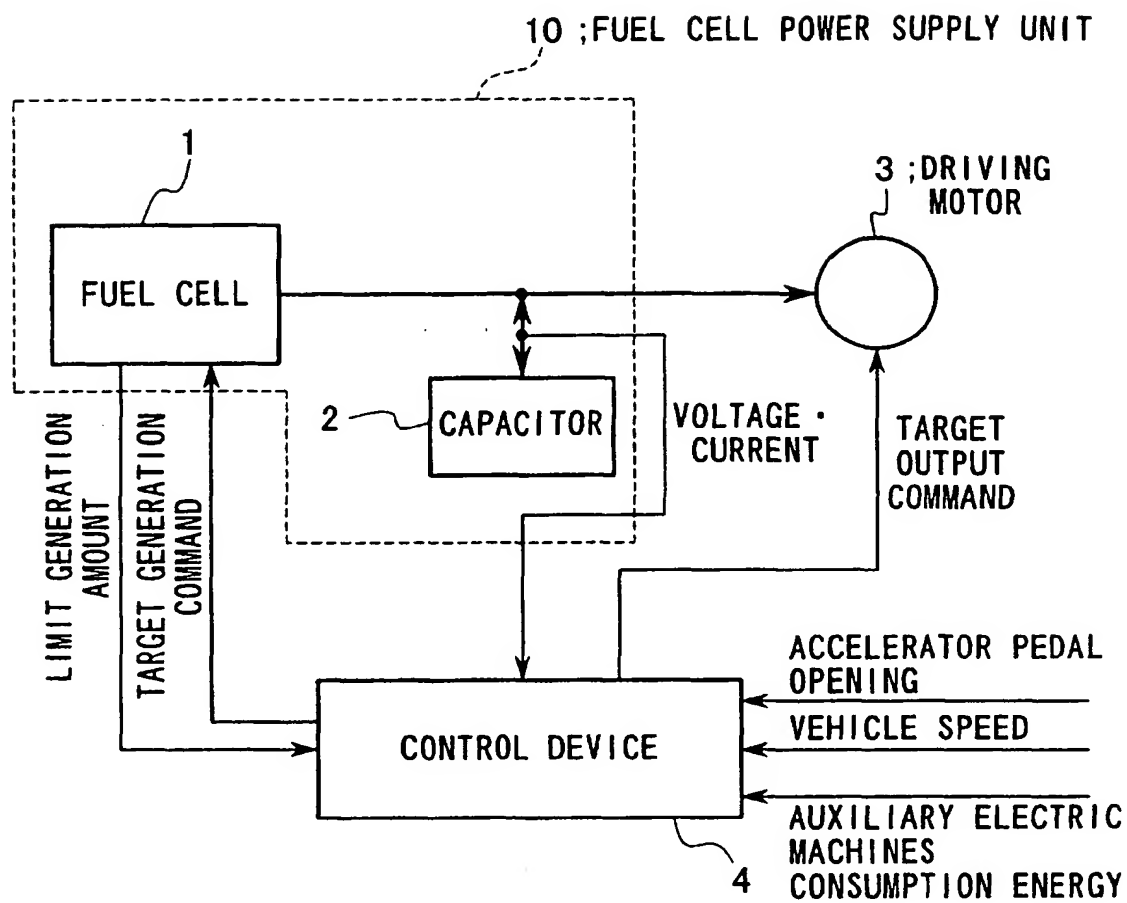 10 ;FUEL CELL POWER SUPPLY UNIT
1
3 ;DRIVING
MOTOR
FUEL CELL
2
CAPACITOR
VOLTAGE・
CURRENT
TARGET
OUTPUT
COMMAND
LIMIT GENERATION
AMOUNT
TARGET GENERATION
COMMAND
ACCELERATOR PEDAL
OPENING
VEHICLE SPEED
CONTROL DEVICE
AUXILIARY ELECTRIC
MACHINES
CONSUMPTION ENERGY
4